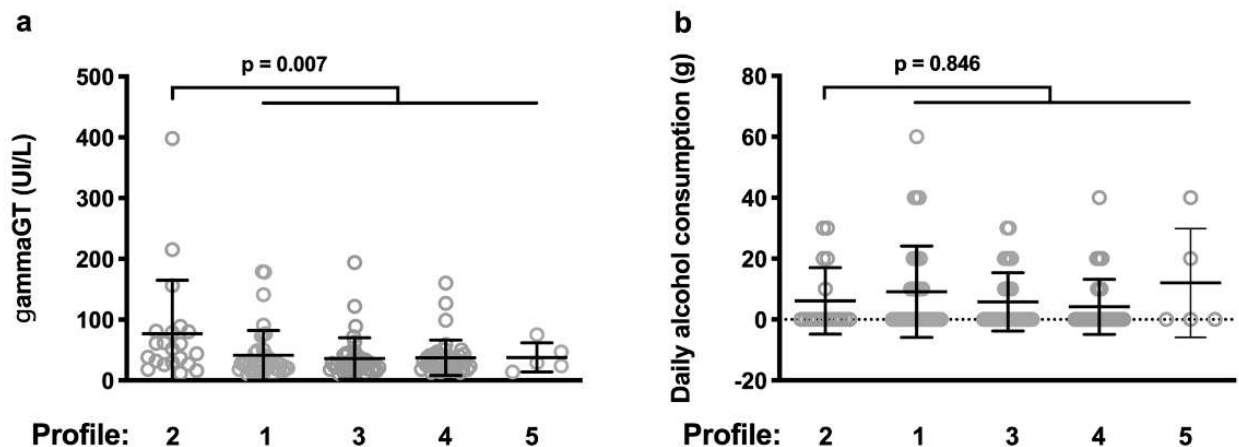 a
p = 0.007
gammaGT (UI/L)
500
400
300
200
100
0
Profile: 2 1 3 4 5
b
p = 0.846
Daily alcohol consumption (g)
80
60
40
20
0
-20
Profile: 2 1 3 4 5